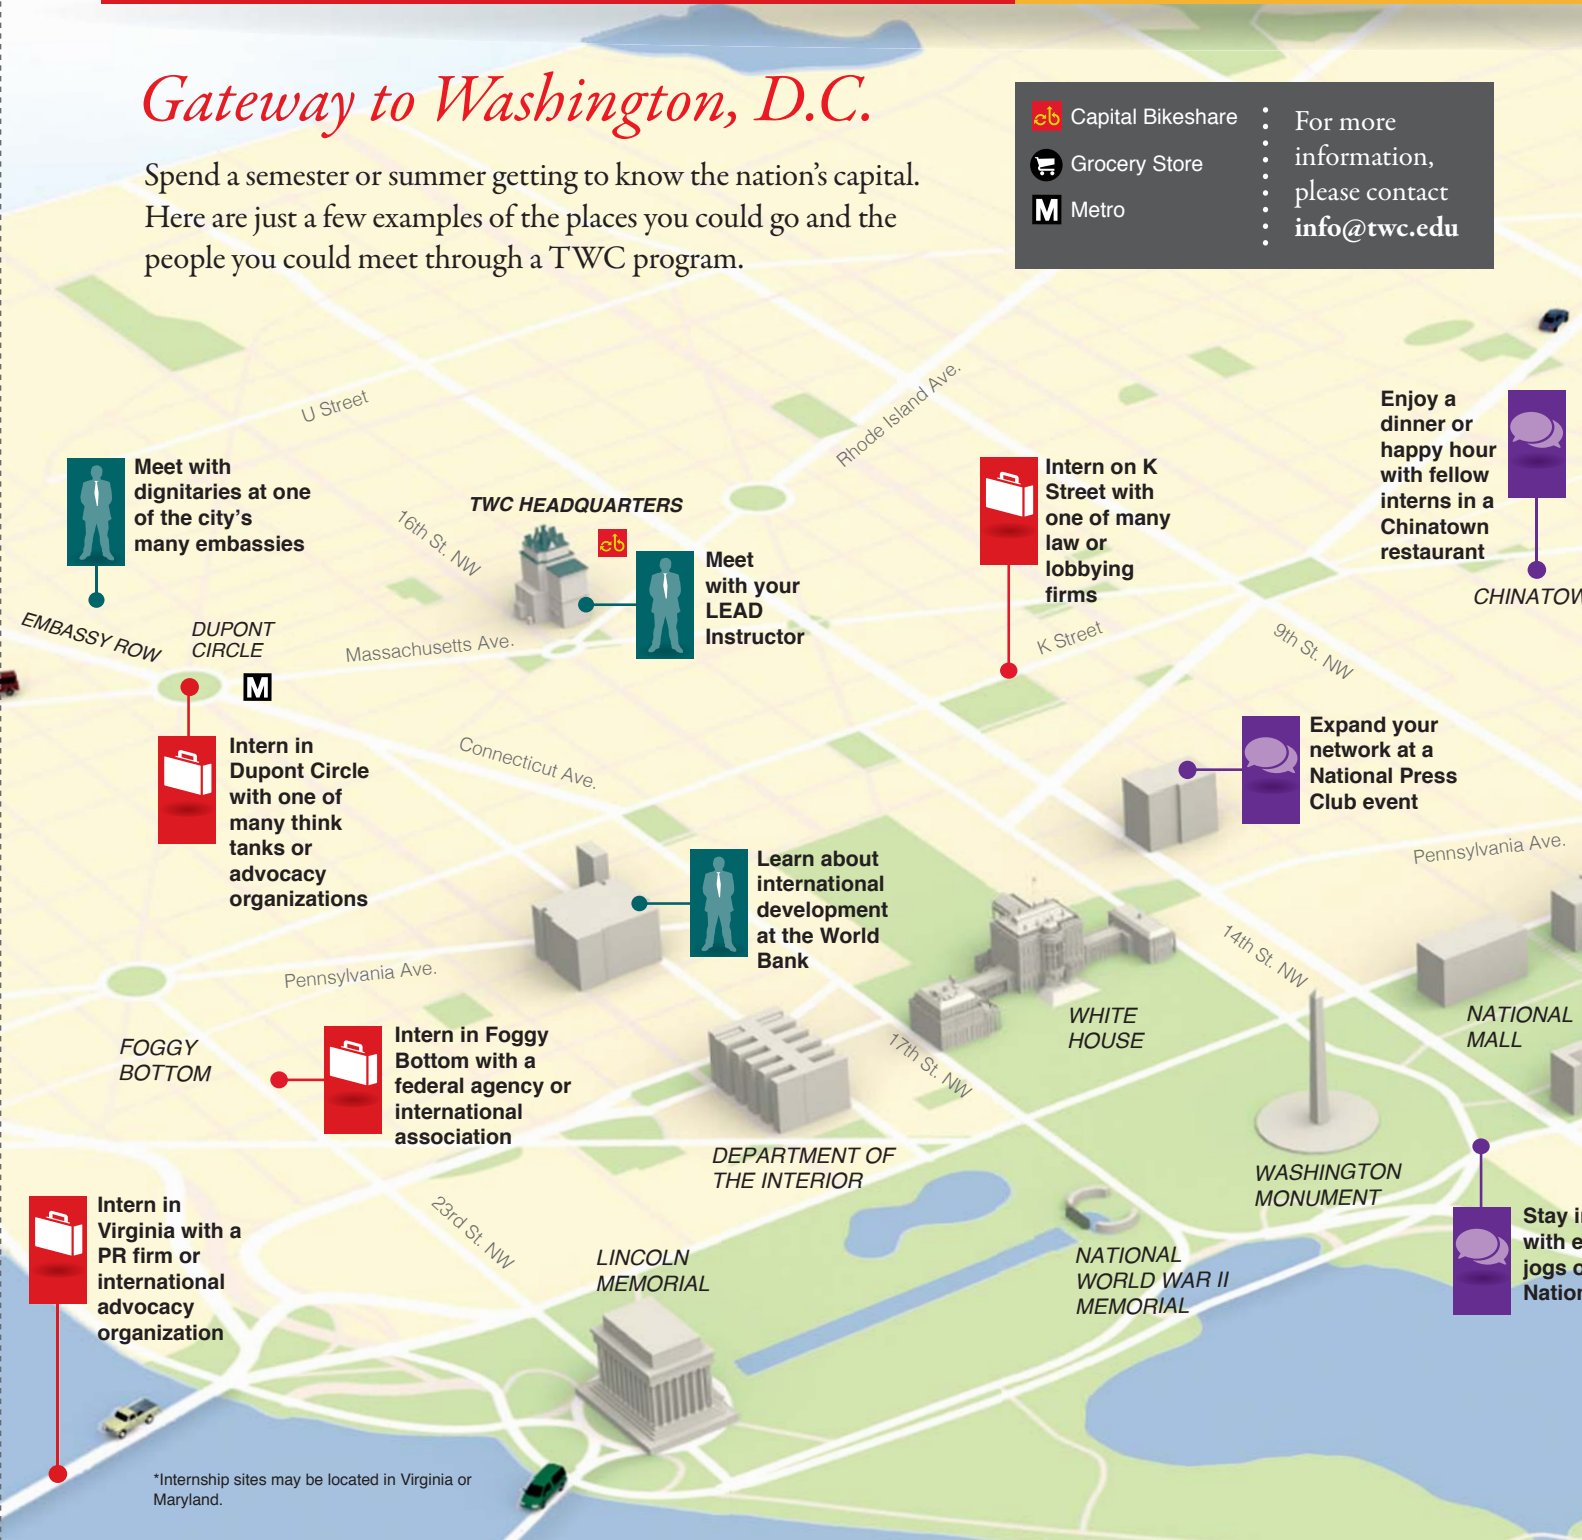 Gateway to Washington, D.C.
Spend a semester or summer getting to know the nation's capital.
Here are just a few examples of the places you could go and the
people you could meet through a TWC program.
Capital Bikeshare
Grocery Store
M Metro
For more
information,
please contact
info@twc.edu
U Street
Rhode Island Ave.
Enjoy a
dinner or
happy hour
with fellow
interns in a
Chinatown
restaurant
Meet with
dignitaries at one
of the city's
many embassies
16th St. NW
TWC HEADQUARTERS
Meet
with your
LEAD
Instructor
Intern on K
Street with
one of many
law or
lobbying
firms
EMBASSY ROW
DUPONT
CIRCLE
M
Massachusetts Ave.
K Street
9th St. NW
Intern in
Dupont Circle
with one of
many think
tanks or
advocacy
organizations
Connecticut Ave.
Expand your
network at a
National Press
Club event
Pennsylvania Ave.
Learn about
international
development
at the World
Bank
14th St. NW
Pennsylvania Ave.
FOGGY
BOTTOM
Intern in Foggy
Bottom with a
federal agency or
international
association
17th St. NW
WHITE
HOUSE
NATIONAL
MALL
DEPARTMENT OF
THE INTERIOR
WASHINGTON
MONUMENT
Intern in
Virginia with a
PR firm or
international
advocacy
organization
23rd St. NW
LINCOLN
MEMORIAL
NATIONAL
WORLD WAR II
MEMORIAL
Stay
with
jogs
*Internship sites may be located in Virginia or
Maryland.